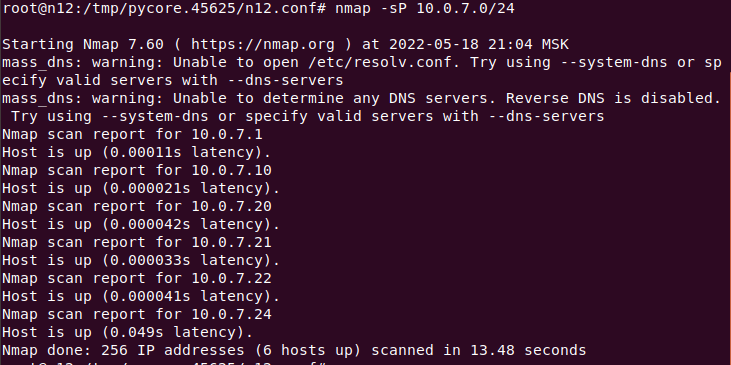 root@n12:/tmp/pycore.45625/n12.conf# nmap -sP 10.0.7.0/24
Starting Nmap 7.60 ( https://nmap.org ) at 2022-05-18 21:04 MSK
mass_dns: warning: Unable to open /etc/resolv.conf. Try using --system-dns or sp
ecify valid servers with --dns-servers
mass_dns: warning: Unable to determine any DNS servers. Reverse DNS is disabled.
 Try using --system-dns or specify valid servers with --dns-servers
Nmap scan report for 10.0.7.1
Host is up (0.00011s latency).
Nmap scan report for 10.0.7.10
Host is up (0.000021s latency).
Nmap scan report for 10.0.7.20
Host is up (0.000042s latency).
Nmap scan report for 10.0.7.21
Host is up (0.000033s latency).
Nmap scan report for 10.0.7.22
Host is up (0.000041s latency).
Nmap scan report for 10.0.7.24
Host is up (0.049s latency).
Nmap done: 256 IP addresses (6 hosts up) scanned in 13.48 seconds